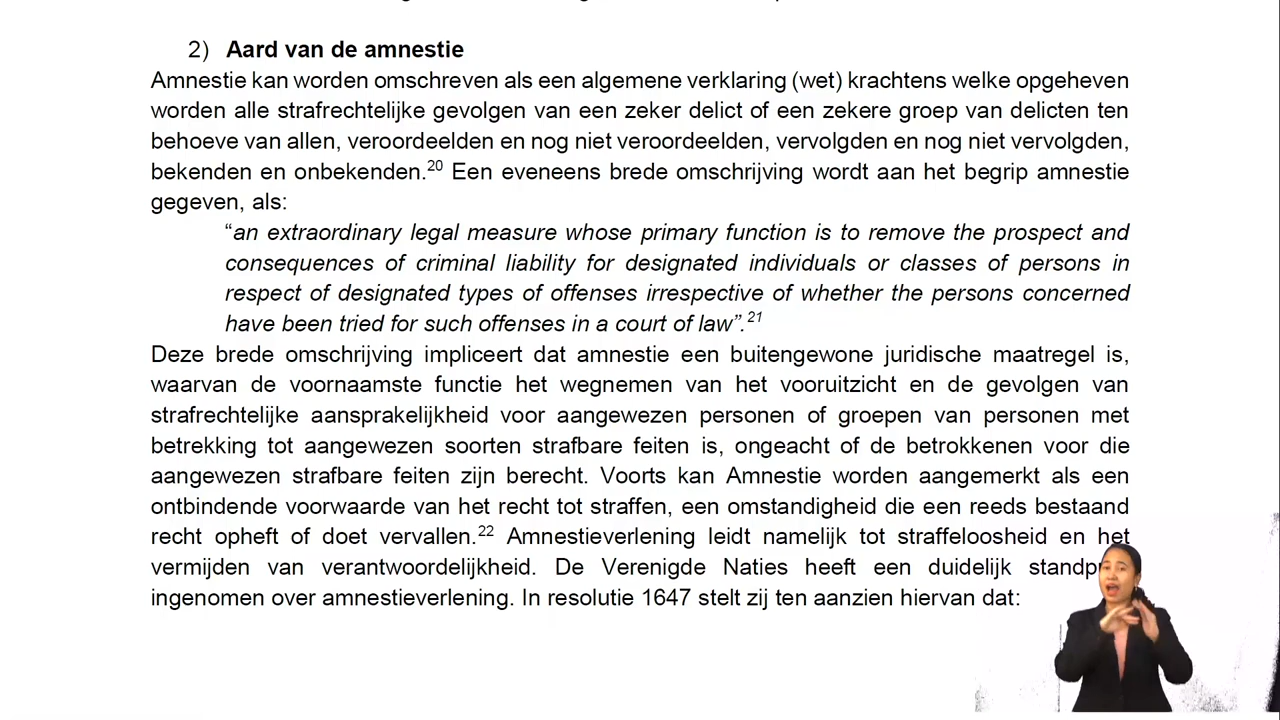 2) Aard van de amnestie
Amnestie kan worden omschreven als een algemene verklaring (wet) krachtens welke opgeheven
worden alle strafrechtelijke gevolgen van een zeker delict of een zekere groep van delicten ten
behoeve van allen, veroordeelden en nog niet veroordeelden, vervolgden en nog niet vervolgden,
bekenden en onbekenden.20 Een eveneens brede omschrijving wordt aan het begrip amnestie
gegeven, als:
“an extraordinary legal measure whose primary function is to remove the prospect and
consequences of criminal liability for designated individuals or classes of persons in
respect of designated types of offenses irrespective of whether the persons concerned
have been tried for such offenses in a court of law”.21
Deze brede omschrijving impliceert dat amnestie een buitengewone juridische maatregel is,
waarvan de voornaamste functie het wegnemen van het vooruitzicht en de gevolgen van
strafrechtelijke aansprakelijkheid voor aangewezen personen of groepen van personen met
betrekking tot aangewezen soorten strafbare feiten is, ongeacht of de betrokkenen voor die
aangewezen strafbare feiten zijn berecht. Voorts kan Amnestie worden aangemerkt als een
ontbindende voorwaarde van het recht tot straffen, een omstandigheid die een reeds bestaand
recht opheft of doet vervallen.22 Amnestieverlening leidt namelijk tot straffeloosheid en het
vermijden van verantwoordelijkheid. De Verenigde Naties heeft een duidelijk
ingenomen over amnestieverlening. In resolutie 1647 stelt zij ten aanzien hiervan dat: